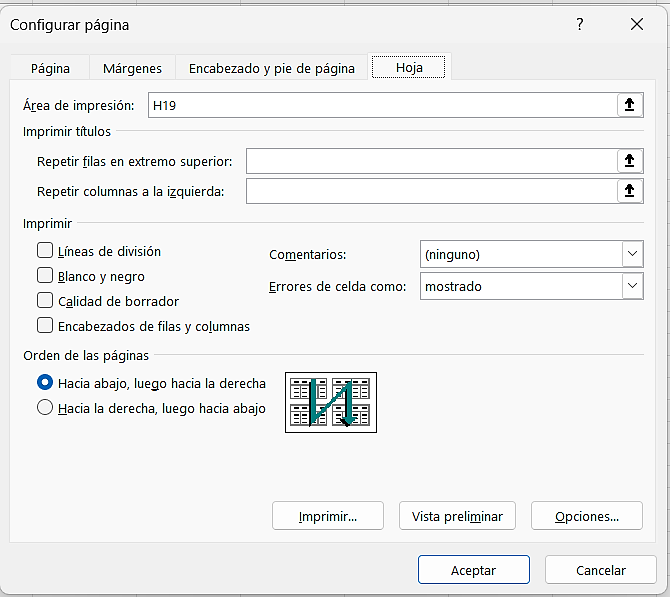 Configurar página
?
Página Márgenes Encabezado y pie de página Hoja
Área de impresión: H19
Imprimir títulos
Repetir filas en extremo superior:
Repetir columnas a la izquierda:
Imprimir
Líneas de división
Comentarios: (ninguno)
Blanco y negro
Errores de celda como: mostrado
Calidad de borrador
Encabezados de filas y columnas
Orden de las páginas
Hacia abajo, luego hacia la derecha
Hacia la derecha, luego hacia abajo
Imprimir... Vista preliminar Opciones...
Aceptar Cancelar